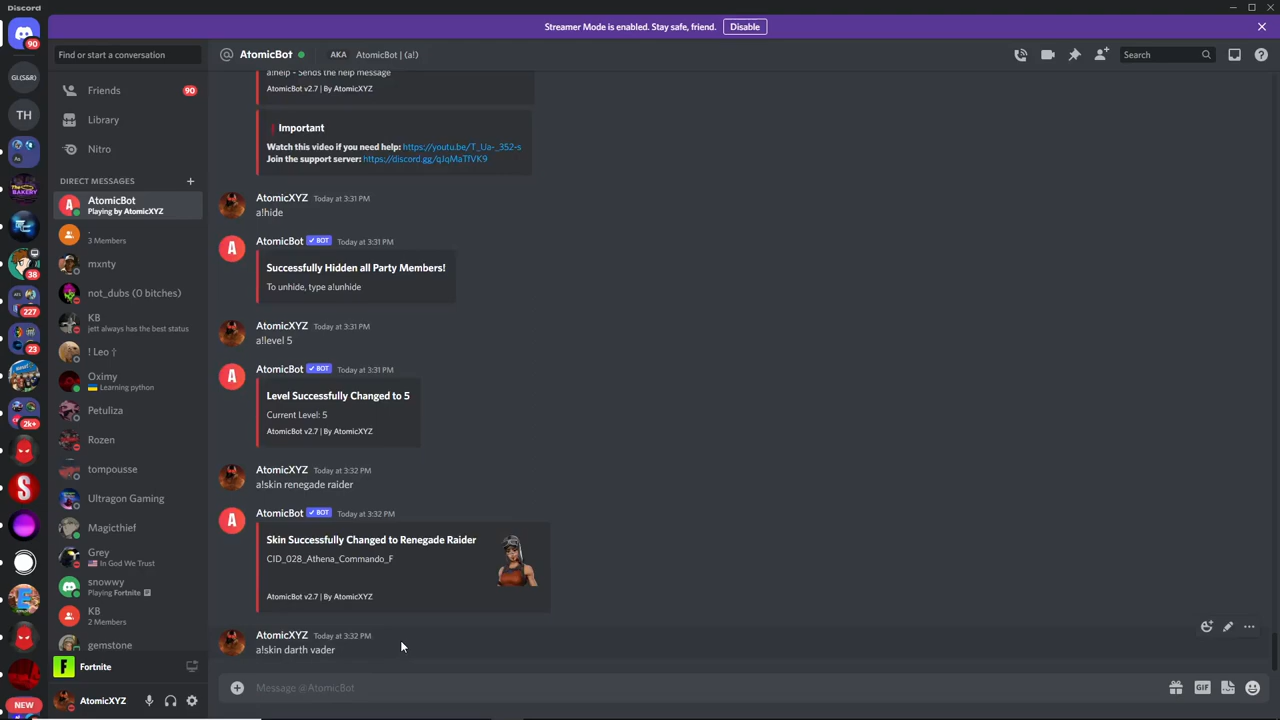 Discord
Streamer Mode is enabled. Stay safe, friend. Disable
90
Find or start a conversation
AtomicBot
AKA
AtomicBot | (a!)
Search
GI.(S&R)
Friends
90
TH
Library
Nitro
DIRECT MESSAGES
AtomicBot
Playing by AtomicXYZ
.
3 Members
mxnty
38
not_dubs (0 bitches)
227
KB
jett always has the best status
23
! Leo †
Oximy
Learning python
Petuliza
2k+
Rozen
tompousse
Ultragon Gaming
Magicthief
Grey
In God We Trust
snowwy
Playing Fortnite
KB
2 Members
gemstone
Fortnite
NEW
AtomicXYZ
a!help - Sends the help message
AtomicBot v2.7 | By AtomicXYZ
Important
Watch this video if you need help: https://youtu.be/T_Ua-_352-s
Join the support server: https://discord.gg/qJqMaTfVK9
AtomicXYZ Today at 3:31 PM
a!hide
AtomicBot BOT Today at 3:31 PM
Successfully Hidden all Party Members!
To unhide, type a!unhide
AtomicXYZ Today at 3:31 PM
a!level 5
AtomicBot BOT Today at 3:31 PM
Level Successfully Changed to 5
Current Level: 5
AtomicBot v2.7 | By AtomicXYZ
AtomicXYZ Today at 3:32 PM
a!skin renegade raider
AtomicBot BOT Today at 3:32 PM
Skin Successfully Changed to Renegade Raider
CID_028_Athena_Commando_F
AtomicBot v2.7 | By AtomicXYZ
AtomicXYZ Today at 3:32 PM
a!skin darth vader
Message @AtomicBot
GIF